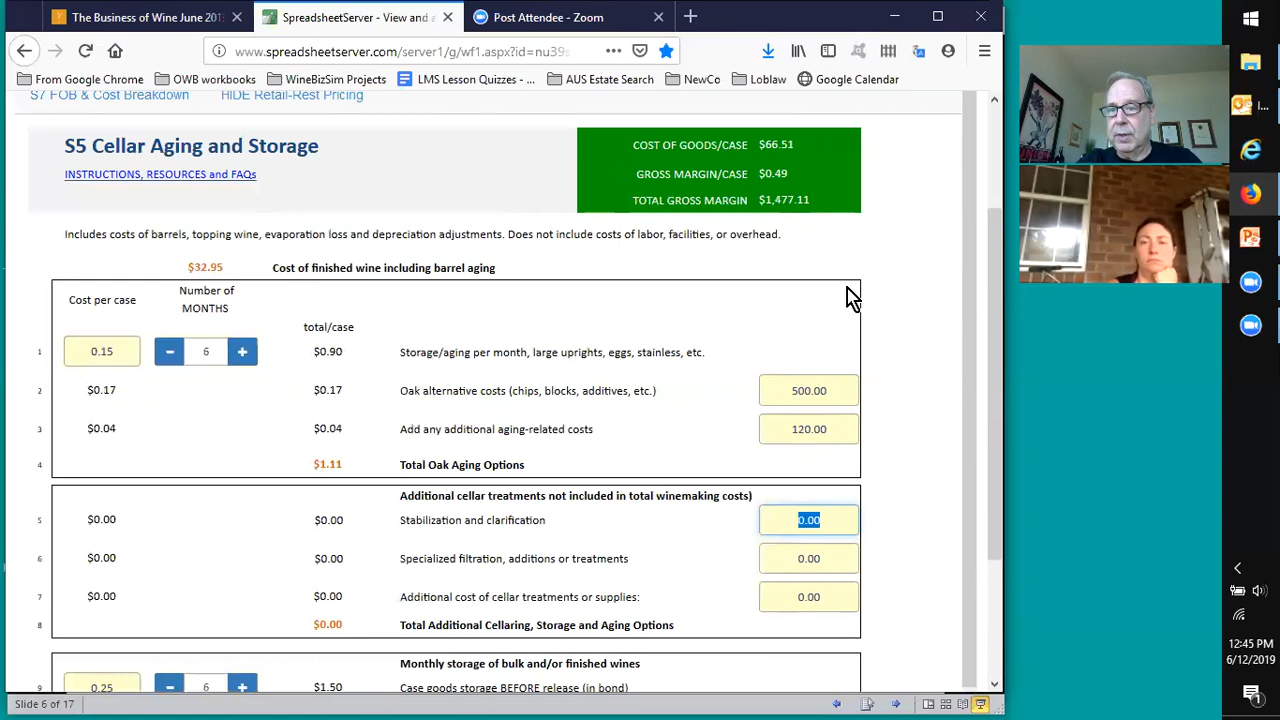 The Business of Wine June 201
SpreadsheetServer - View and a
Post Attendee - Zoom
www.spreadsheetserver.com/server1/g/wf1.aspx?id=nu39s
From Google Chrome
OWB workbooks
WineBizSim Projects
LMS Lesson Quizzes - ...
AUS Estate Search
NewCo
Loblaw
Google Calendar
S7 FOB & Cost Breakdown
HIDE Retail-Rest Pricing
S5 Cellar Aging and Storage
INSTRUCTIONS, RESOURCES and FAQs
COST OF GOODS/CASE $66.51
GROSS MARGIN/CASE $0.49
TOTAL GROSS MARGIN $1,477.11
Includes costs of barrels, topping wine, evaporation loss and depreciation adjustments. Does not include costs of labor, facilities, or overhead.
$32.95 Cost of finished wine including barrel aging
Cost per case
Number of
MONTHS
total/case
1 0.15 - 6 + $0.90 Storage/aging per month, large uprights, eggs, stainless, etc.
2 $0.17 $0.17 Oak alternative costs (chips, blocks, additives, etc.) 500.00
3 $0.04 $0.04 Add any additional aging-related costs 120.00
4 $1.11 Total Oak Aging Options
Additional cellar treatments not included in total winemaking costs)
5 $0.00 $0.00 Stabilization and clarification 0.00
6 $0.00 $0.00 Specialized filtration, additions or treatments 0.00
7 $0.00 $0.00 Additional cost of cellar treatments or supplies: 0.00
8 $0.00 Total Additional Cellaring, Storage and Aging Options
Monthly storage of bulk and/or finished wines
9 0.25 - 6 + $1.50 Case goods storage BEFORE release (in bond)
Slide 6 of 17
12:45 PM
6/12/2019
1